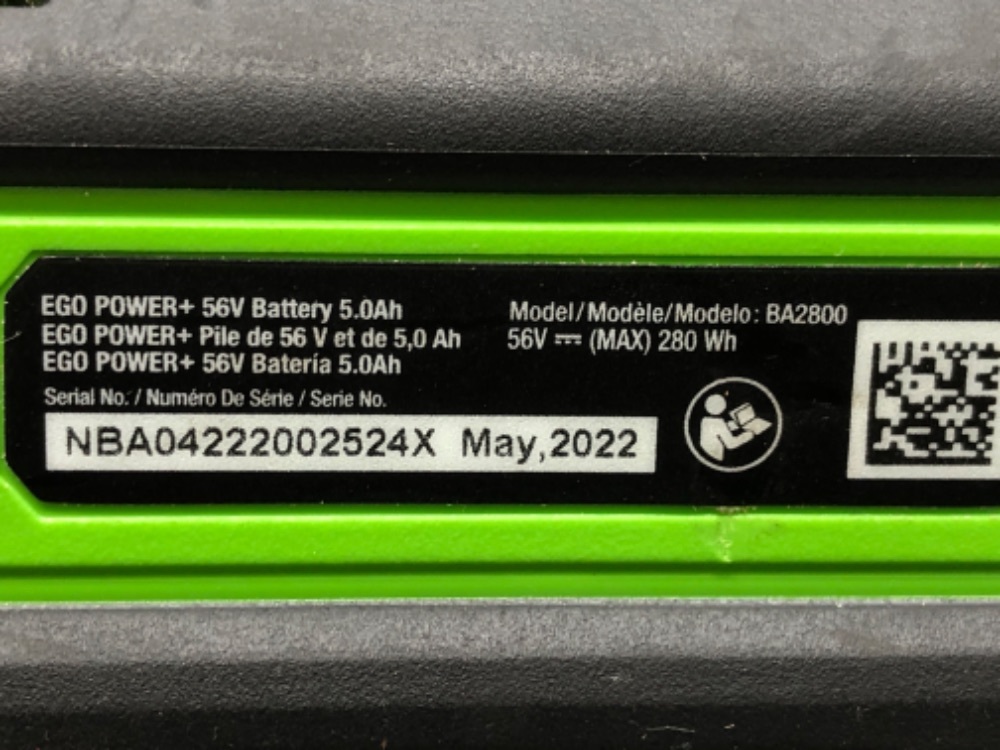 EGO POWER+ 56V Battery 5.0Ah
EGO POWER+ Pile de 56 V et de 5,0 Ah
EGO POWER+ 56V Batería 5.0Ah
Serial No. / Numéro De Série / Serie No.
NBA04222002524X May,2022
Model/Modèle/Modelo: BA2800
56V ⎓ (MAX) 280 Wh